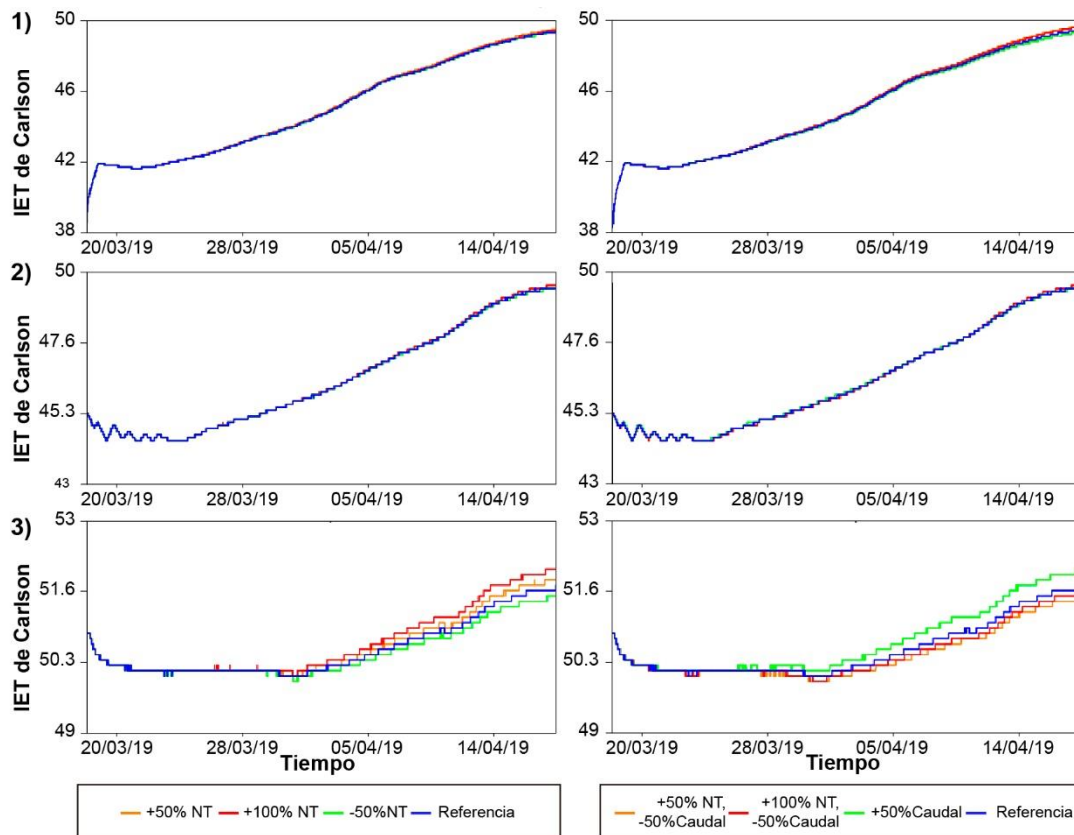 1)
IET de Carlson
50
46
42
38
20/03/19 28/03/19 05/04/19 14/04/19
50
46
42
38
20/03/19 28/03/19 05/04/19 14/04/19
2)
IET de Carlson
50
47.6
45.3
43
20/03/19 28/03/19 05/04/19 14/04/19
50
47.6
45.3
43
20/03/19 28/03/19 05/04/19 14/04/19
3)
IET de Carlson
53
51.6
50.3
49
20/03/19 28/03/19 05/04/19 14/04/19
Tiempo
53
51.6
50.3
49
20/03/19 28/03/19 05/04/19 14/04/19
Tiempo
+50% NT +100% NT -50%NT Referencia
+50% NT, +100% NT, +50%Caudal Referencia
-50%Caudal -50%Caudal